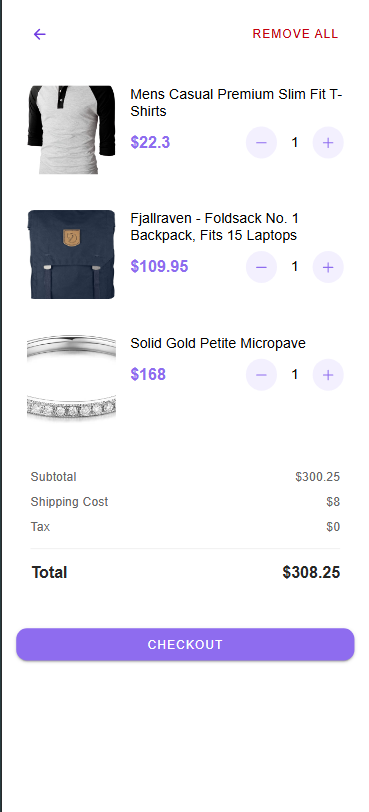 REMOVE ALL
Mens Casual Premium Slim Fit T-
Shirts
$22.3
1
Fjallraven - Foldsack No. 1
Backpack, Fits 15 Laptops
$109.95
1
Solid Gold Petite Micropave
$168
1
Subtotal $300.25
Shipping Cost $8
Tax $0
Total $308.25
CHECKOUT